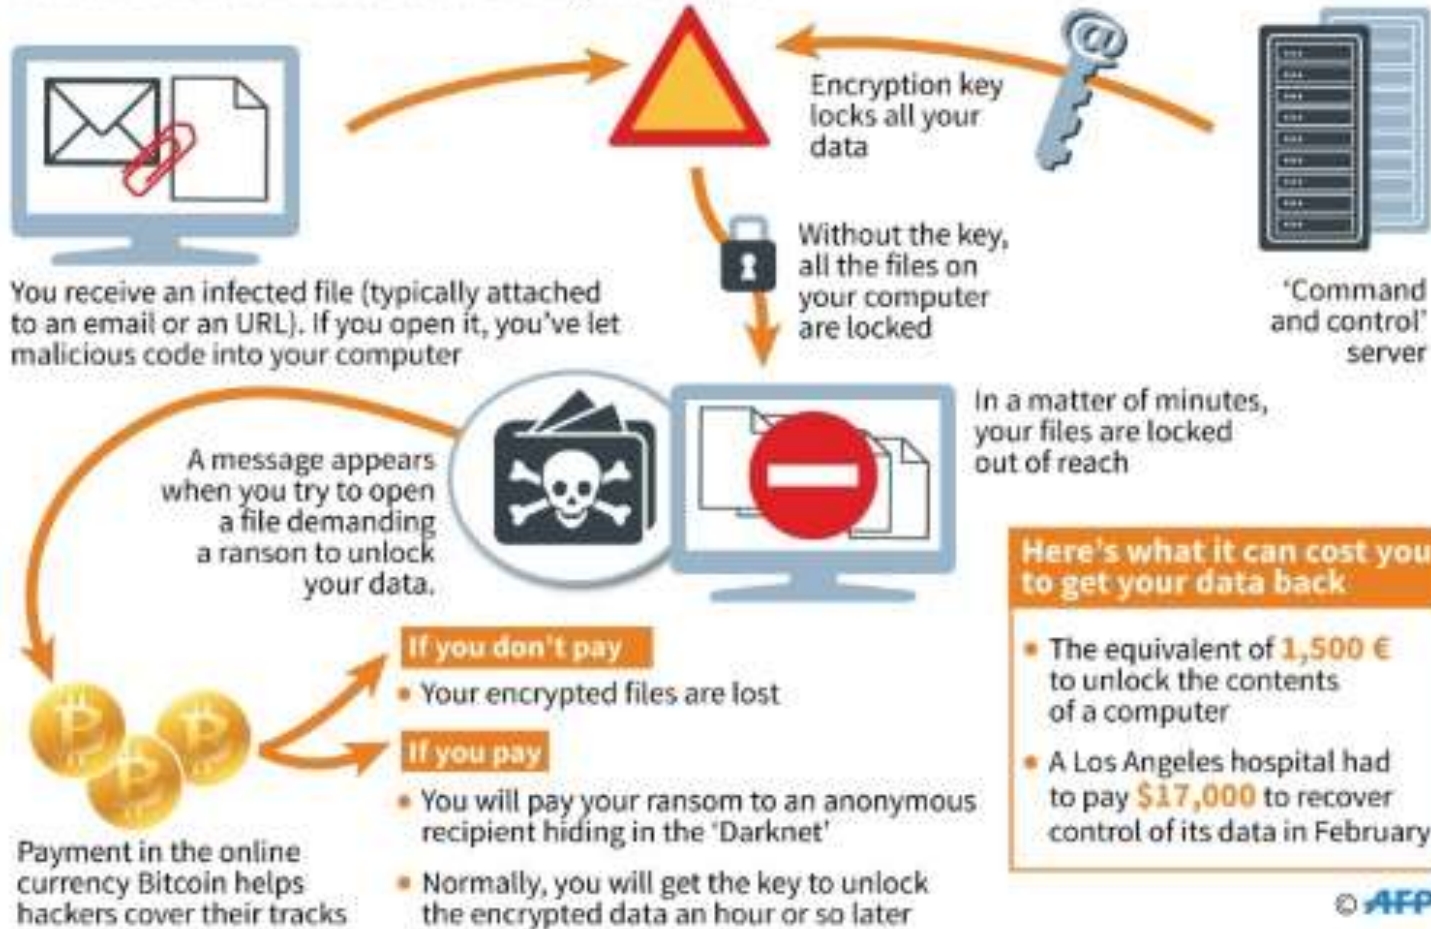 You receive an infected file (typically attached
to an email or an URL). If you open it, you've let
malicious code into your computer
Encryption key
locks all your
data
Without the key,
all the files on
your computer
are locked
'Command
and control'
server
In a matter of minutes,
your files are locked
out of reach
A message appears
when you try to open
a file demanding
a ranson to unlock
your data.
Payment in the online
currency Bitcoin helps
hackers cover their tracks
If you don't pay
• Your encrypted files are lost
If you pay
• You will pay your ransom to an anonymous
recipient hiding in the 'Darknet'
• Normally, you will get the key to unlock
the encrypted data an hour or so later
Here's what it can cost you
to get your data back
• The equivalent of 1,500 €
to unlock the contents
of a computer
• A Los Angeles hospital had
to pay $17,000 to recover
control of its data in February
© AFP